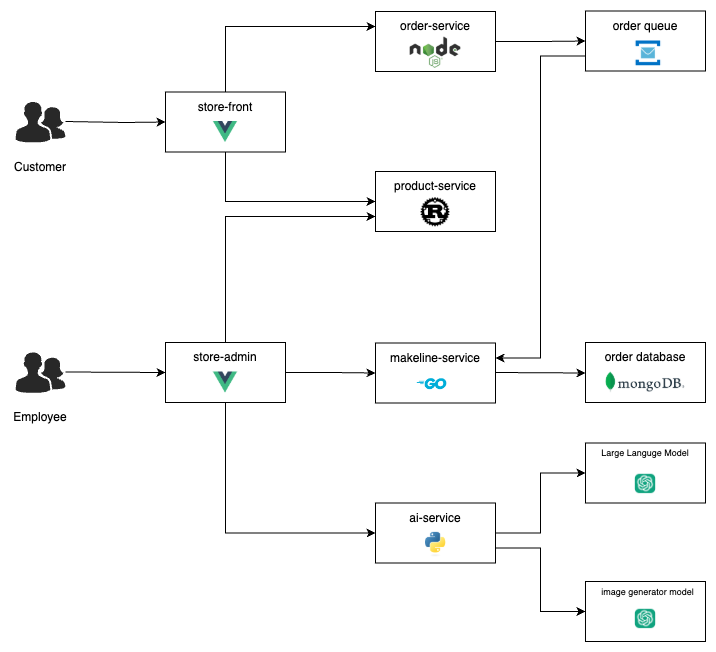 order-service
node
JS
order queue
store-front
Customer
product-service
R
store-admin
makeline-service
GO
order database
mongoDB.
Employee
Large Languge Model
ai-service
image generator model